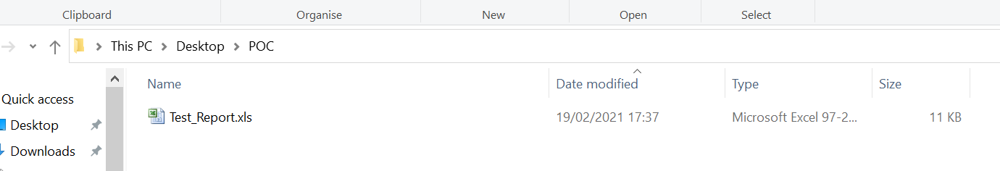 Clipboard Organise New Open Select
This PC Desktop POC
Name Date modified Type Size
Quick access
Test_Report.xls 19/02/2021 17:37 Microsoft Excel 97-2... 11 KB
Desktop
Downloads